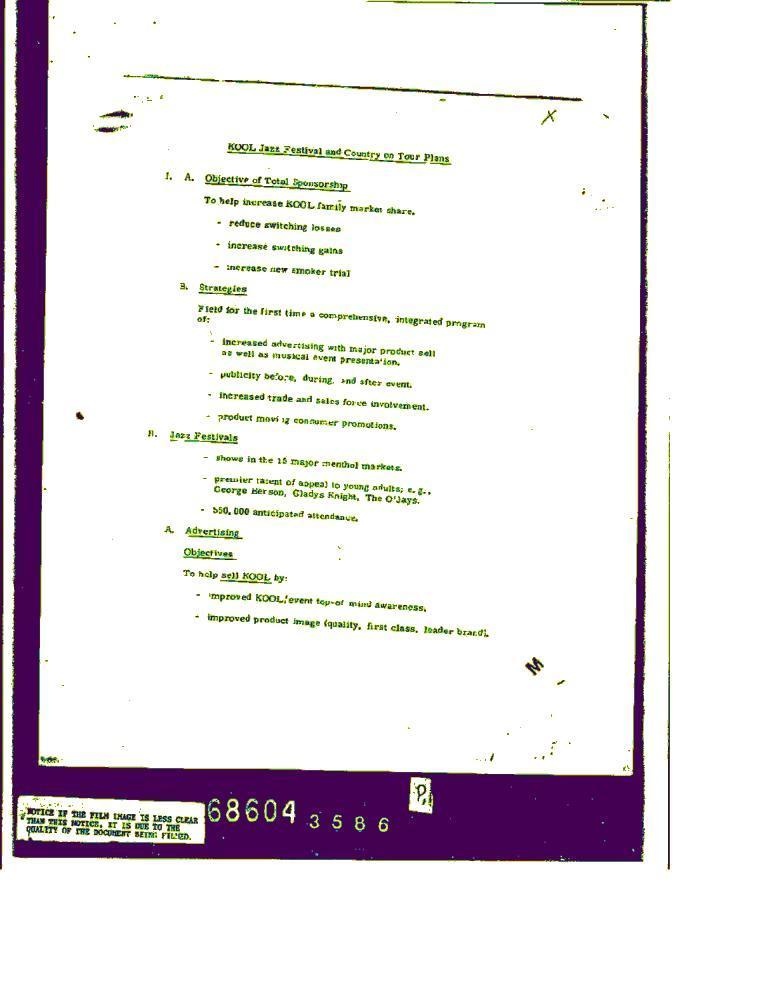 X
KOOL Jazz Festival and Country on Tour Plans
I. A. Objective of Total Sponsorship
To help increase KOOL family market share.
- reduce switching losses
- increase switching gains
- increase new smoker trial
B. Strategies
Field for the first time a comprehensive, integrated program
of:
- increased advertising with major product sell
as well as musical event presentation.
- publicity before, during, and after event.
- increased trade and sales force involvement.
- product moving consumer promotions.
II. Jazz Festivals
- shows in the 16 major menthol markets.
- premier talent of appeal to young adults; e.g.,
George Benson, Gladys Knight, The O'Jays.
- 550,000 anticipated attendance.
A. Advertising
Objectives
To help sell KOOL by:
- improved KOOL/event top-of mind awareness.
- improved product image (quality, first class, leader brand).
M
NOTICE IF THE FILM IMAGE IS LESS CLEAR
THAN THIS NOTICE, IT IS DUE TO THE
QUALITY OF THE DOCUMENT BEING FILMED.
68604 3586